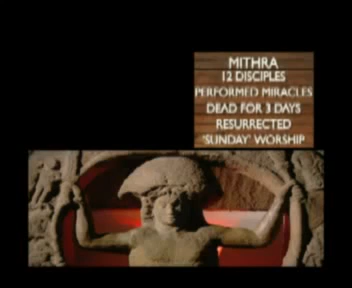 MITHRA
12 DISCIPLES
PERFORMED MIRACLES
DEAD FOR 3 DAYS
RESURRECTED
'SUNDAY' WORSHIP